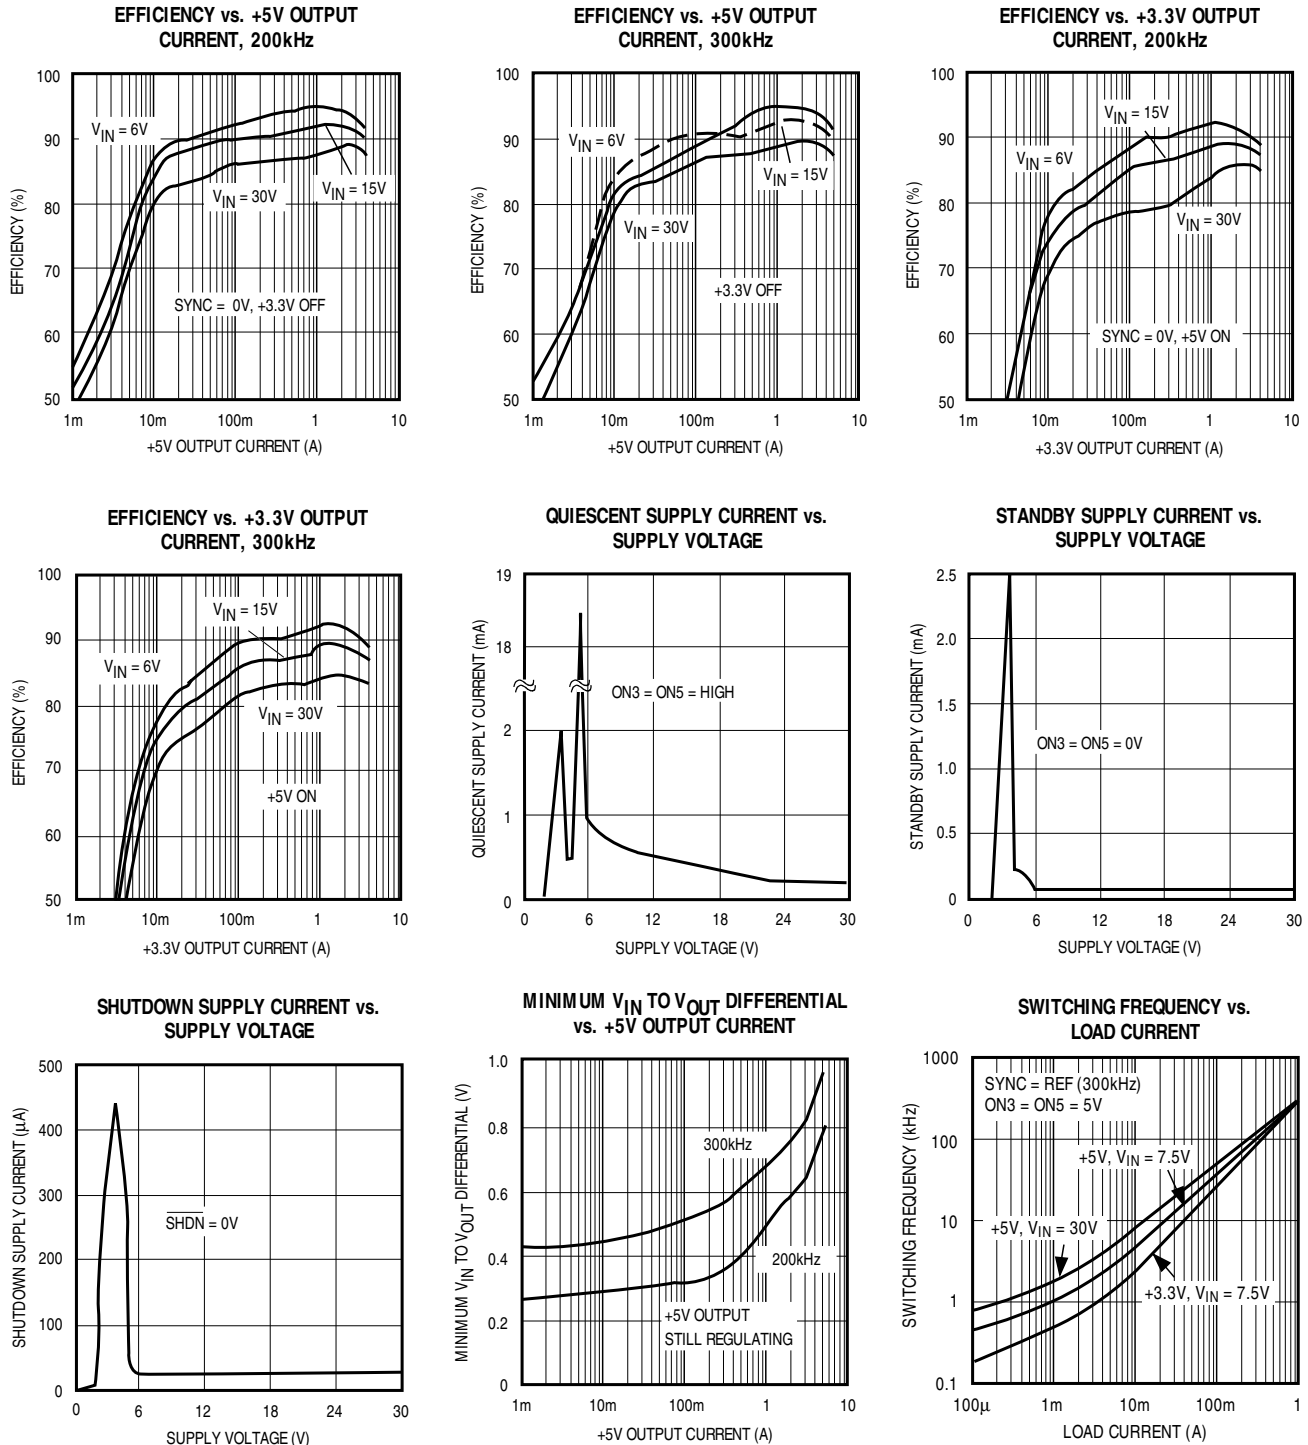 EFFICIENCY vs. +5V OUTPUT
CURRENT, 200kHz
100
90
80
70
60
50
EFFICIENCY (%)
VIN = 6V
VIN = 15V
VIN = 30V
SYNC = 0V, +3.3V OFF
1m 10m 100m 1 10
+5V OUTPUT CURRENT (A)
EFFICIENCY vs. +5V OUTPUT
CURRENT, 300kHz
100
90
80
70
60
50
EFFICIENCY (%)
VIN = 6V
VIN = 15V
VIN = 30V
+3.3V OFF
1m 10m 100m 1 10
+5V OUTPUT CURRENT (A)
EFFICIENCY vs. +3.3V OUTPUT
CURRENT, 200kHz
100
90
80
70
60
50
EFFICIENCY (%)
VIN = 15V
VIN = 6V
VIN = 30V
SYNC = 0V, +5V ON
1m 10m 100m 1 10
+3.3V OUTPUT CURRENT (A)
EFFICIENCY vs. +3.3V OUTPUT
CURRENT, 300kHz
100
90
80
70
60
50
EFFICIENCY (%)
VIN = 15V
VIN = 6V
VIN = 30V
+5V ON
1m 10m 100m 1 10
+3.3V OUTPUT CURRENT (A)
QUIESCENT SUPPLY CURRENT vs.
SUPPLY VOLTAGE
19
18
2
1
0
QUIESCENT SUPPLY CURRENT (mA)
ON3 = ON5 = HIGH
0 6 12 18 24 30
SUPPLY VOLTAGE (V)
STANDBY SUPPLY CURRENT vs.
SUPPLY VOLTAGE
2.5
2.0
1.5
1.0
0.5
0
STANDBY SUPPLY CURRENT (mA)
ON3 = ON5 = 0V
0 6 12 18 24 30
SUPPLY VOLTAGE (V)
SHUTDOWN SUPPLY CURRENT vs.
SUPPLY VOLTAGE
500
400
300
200
100
0
SHUTDOWN SUPPLY CURRENT (µA)
SHDN = 0V
0 6 12 18 24 30
SUPPLY VOLTAGE (V)
MINIMUM VIN TO VOUT DIFFERENTIAL
vs. +5V OUTPUT CURRENT
1.0
0.8
0.6
0.4
0.2
0
MINIMUM VIN TO VOUT DIFFERENTIAL (V)
300kHz
200kHz
+5V OUTPUT
STILL REGULATING
1m 10m 100m 1 10
+5V OUTPUT CURRENT (A)
SWITCHING FREQUENCY vs.
LOAD CURRENT
1000
100
10
1
0.1
SWITCHING FREQUENCY (kHz)
SYNC = REF (300kHz)
ON3 = ON5 = 5V
+5V, VIN = 7.5V
+5V, VIN = 30V
+3.3V, VIN = 7.5V
100µ 1m 10m 100m 1
LOAD CURRENT (A)